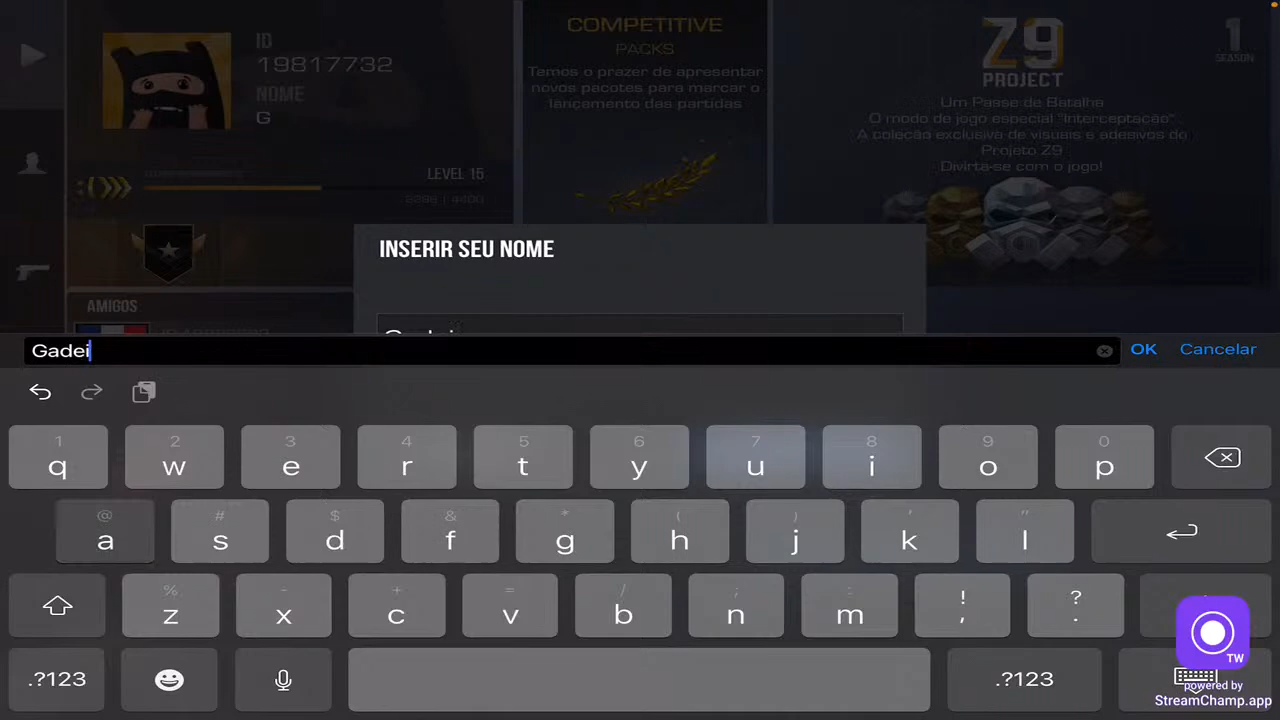 ID
19817732
NOME
G
LEVEL 15
AMIGOS
COMPETITIVE
PACKS
Temos o prazer de apresentar
novos pacotes para marcar o
lançamento das partidas
Z9
PROJECT
1
SEASON
Um Passe de Batalha
O modo de jogo espacial "Interceptação"
A coleção exclusiva de visuais e adesivos do
Projeto Z9
Divirta-se com o jogo!
INSERIR SEU NOME
Gadei
OK
Cancelar
1 2 3 4 5 6 7 8 9 0
q w e r t y u i o p
@ # $ & * ( ) ' "
a s d f g h j k l
% - + = / ; : ! ?
z x c v b n m , .
.?123
.?123
TW
powered by
StreamChamp.app